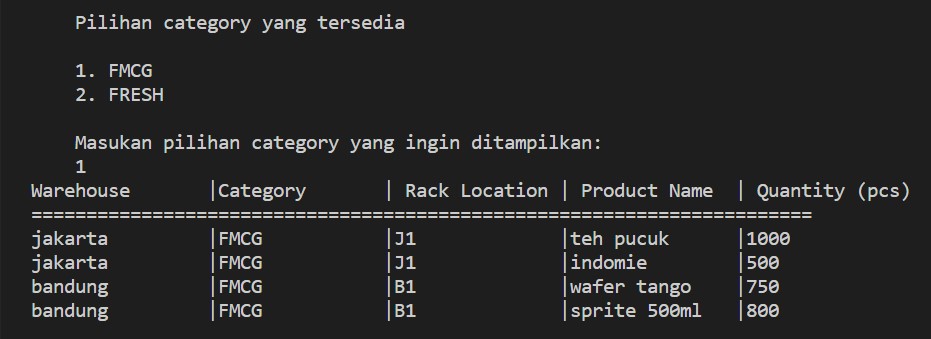 Pilihan category yang tersedia
1. FMCG
2. FRESH
Masukan pilihan category yang ingin ditampilkan:
1
Warehouse |Category | Rack Location | Product Name | Quantity (pcs)
=======================================================================
jakarta |FMCG |J1 |teh pucuk |1000
jakarta |FMCG |J1 |indomie |500
bandung |FMCG |B1 |wafer tango |750
bandung |FMCG |B1 |sprite 500ml |800